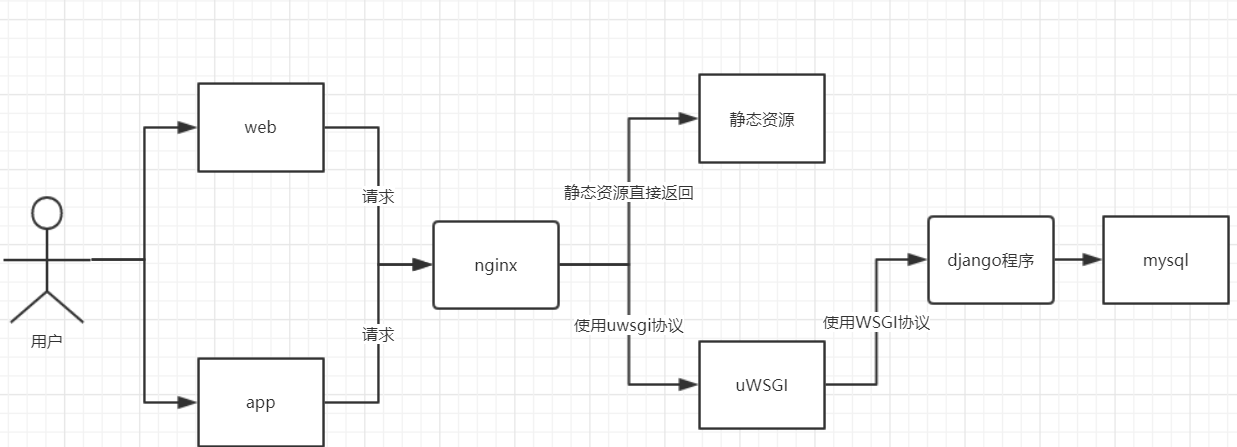 web
请求
静态资源
静态资源直接返回
nginx
用户
请求
app
使用uwsgi协议
uWSGI
使用WSGI协议
django程序
mysql